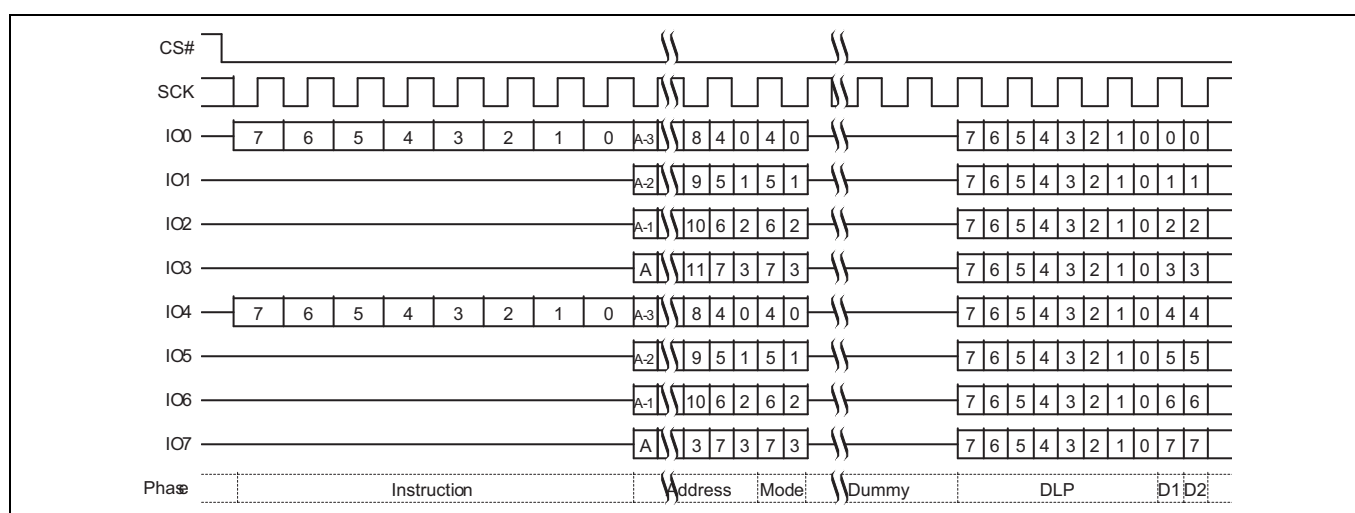 CS#
SCK
IO0 7 6 5 4 3 2 1 0 A-3 8 4 0 4 0 7 6 5 4 3 2 1 0 0 0
IO1 A-2 9 5 1 5 1 7 6 5 4 3 2 1 0 1 1
IO2 A-1 10 6 2 6 2 7 6 5 4 3 2 1 0 2 2
IO3 A 11 7 3 7 3 7 6 5 4 3 2 1 0 3 3
IO4 7 6 5 4 3 2 1 0 A-3 8 4 0 4 0 7 6 5 4 3 2 1 0 4 4
IO5 A-2 9 5 1 5 1 7 6 5 4 3 2 1 0 5 5
IO6 A-1 10 6 2 6 2 7 6 5 4 3 2 1 0 6 6
IO7 A 3 7 3 7 3 7 6 5 4 3 2 1 0 7 7
Phase Instruction Address Mode Dummy DLP D1 D2